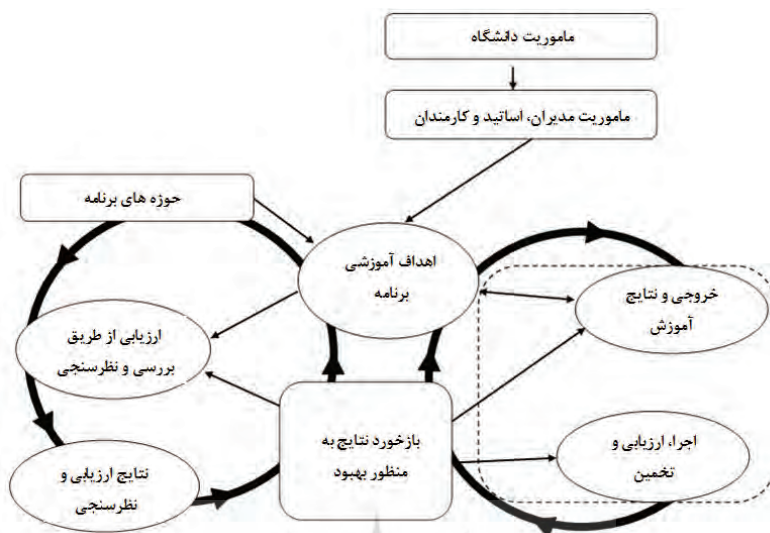 ماموریت دانشگاه
ماموریت مدیران، اساتید و کارمندان
حوزه های برنامه
اهداف آموزشی
برنامه
خروجی و نتایج
آموزش
ارزیابی از طریق
بررسی و نظرسنجی
بازخورد نتایج به
منظور بهبود
اجرا، ارزیابی و
تخمین
نتایج ارزیابی و
نظرسنجی